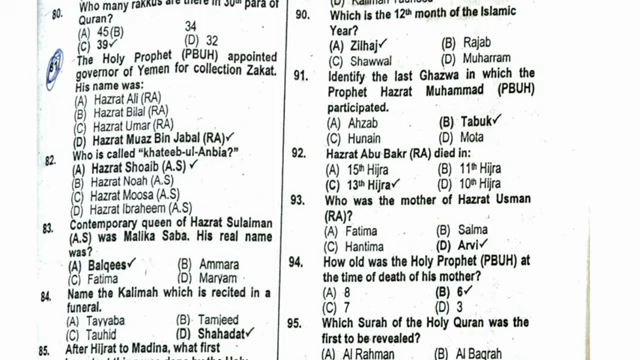 80. Who many rakkus are there in 30th para of
Quran?
(A) 45(B) 34
(C) 39✓ (D) 32
81. The Holy Prophet (PBUH) appointed
governor of Yemen for collection Zakat.
His name was:
(A) Hazrat Ali (RA)
(B) Hazrat Bilal (RA)
(C) Hazrat Umar (RA)
(D) Hazrat Muaz Bin Jabal (RA)✓
82. Who is called "khateeb-ul-Anbia?"
(A) Hazrat Shoaib (A.S) ✓
(B) Hazrat Noah (A.S)
(C) Hazrat Moosa (A.S)
(D) Hazrat Ibraheem (A.S)
83. Contemporary queen of Hazrat Sulaiman
(A.S) was Malika Saba. His real name
was?
(A) Balqees✓ (B) Ammara
(C) Fatima (D) Maryam
84. Name the Kalimah which is recited in a
funeral.
(A) Tayyaba (B) Tamjeed
(C) Tauhid (D) Shahadat✓
85. After Hijrat to Madina, what first
90. Which is the 12th month of the Islamic
Year?
(A) Zilhaj✓ (B) Rajab
(C) Shawwal (D) Muharram
91. Identify the last Ghazwa in which the
Prophet Hazrat Muhammad (PBUH)
participated.
(A) Ahzab (B) Tabuk✓
(C) Hunain (D) Mota
92. Hazrat Abu Bakr (RA) died in:
(A) 15th Hijra (B) 11th Hijra
(C) 13th Hijra✓ (D) 10th Hijra
93. Who was the mother of Hazrat Usman
(RA)?
(A) Fatima (B) Salma
(C) Hantima (D) Arvi✓
94. How old was the Holy Prophet (PBUH) at
the time of death of his mother?
(A) 8 (B) 6✓
(C) 7 (D) 3
95. Which Surah of the Holy Quran was the
first to be revealed?
(A) Al Rahman (B) Al Baqrah